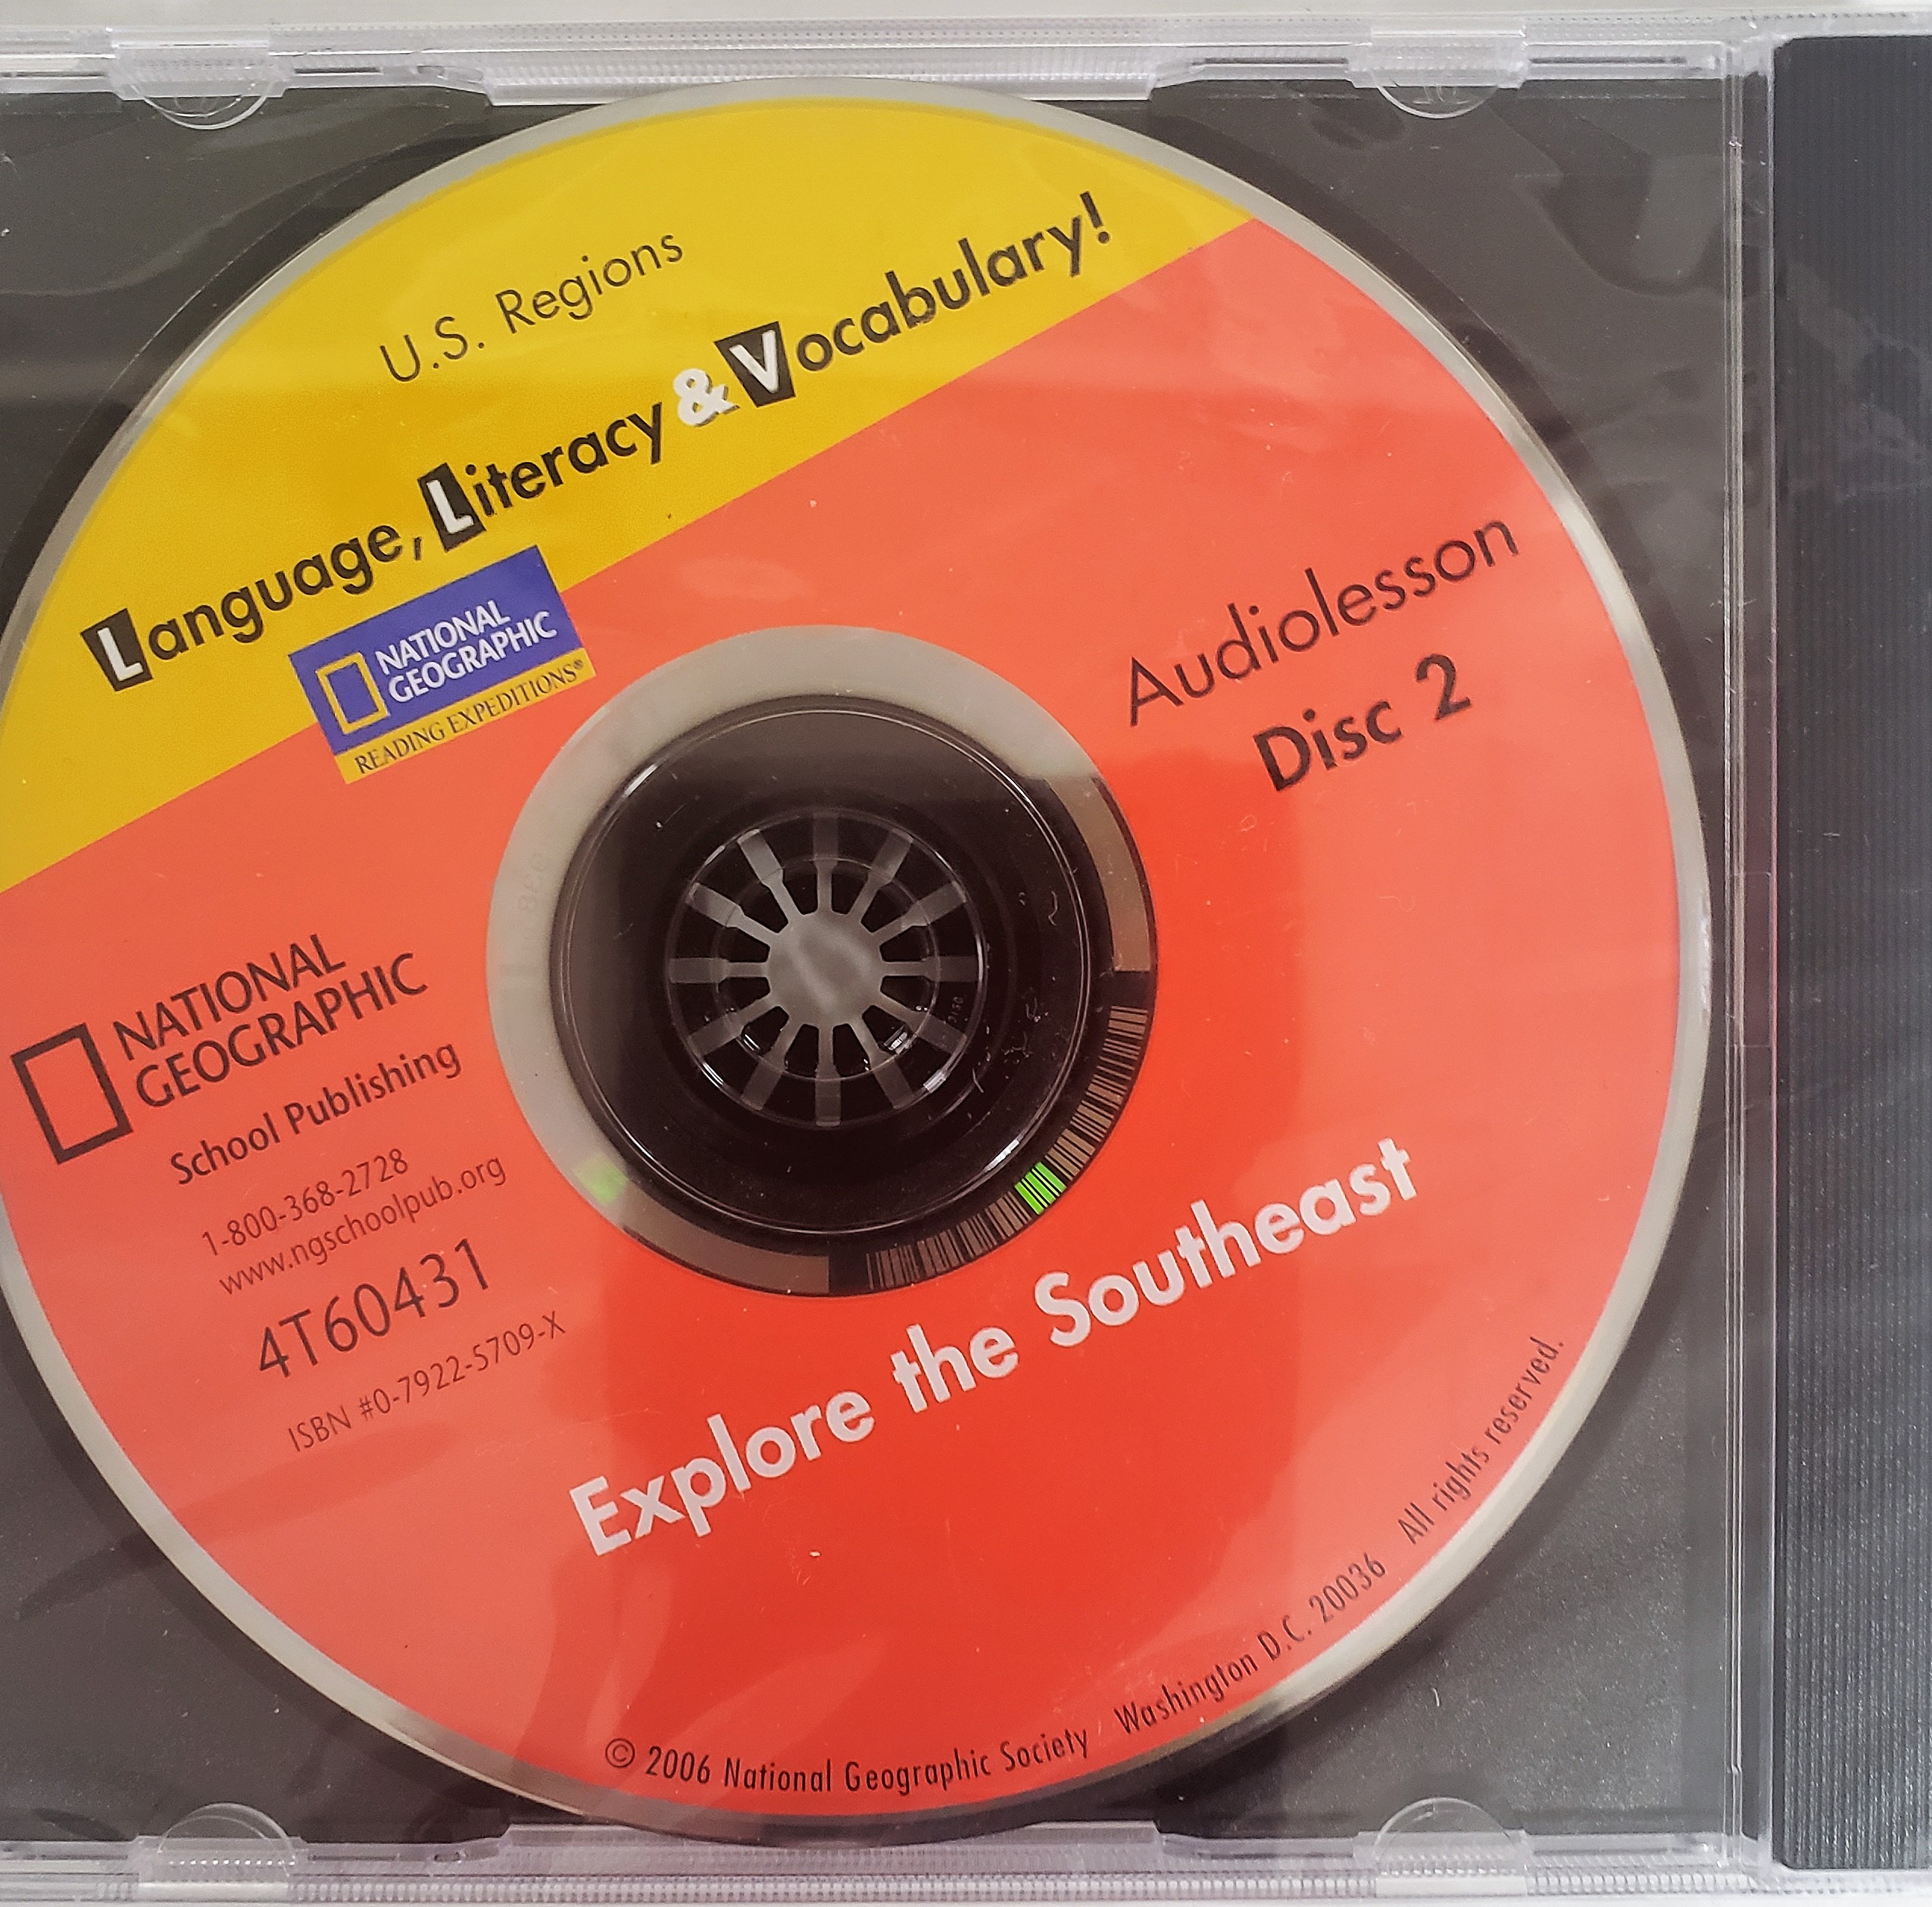 U.S. Regions
Language, Literacy & Vocabulary!
NATIONAL
GEOGRAPHIC
READING EXPEDITIONS®
Audiolesson
Disc 2
NATIONAL
GEOGRAPHIC
School Publishing
1-800-368-2728
www.ngschoolpub.org
4T60431
ISBN #0-7922-5709-X
Explore the Southeast
© 2006 National Geographic Society Washington D.C. 20036 All rights reserved.